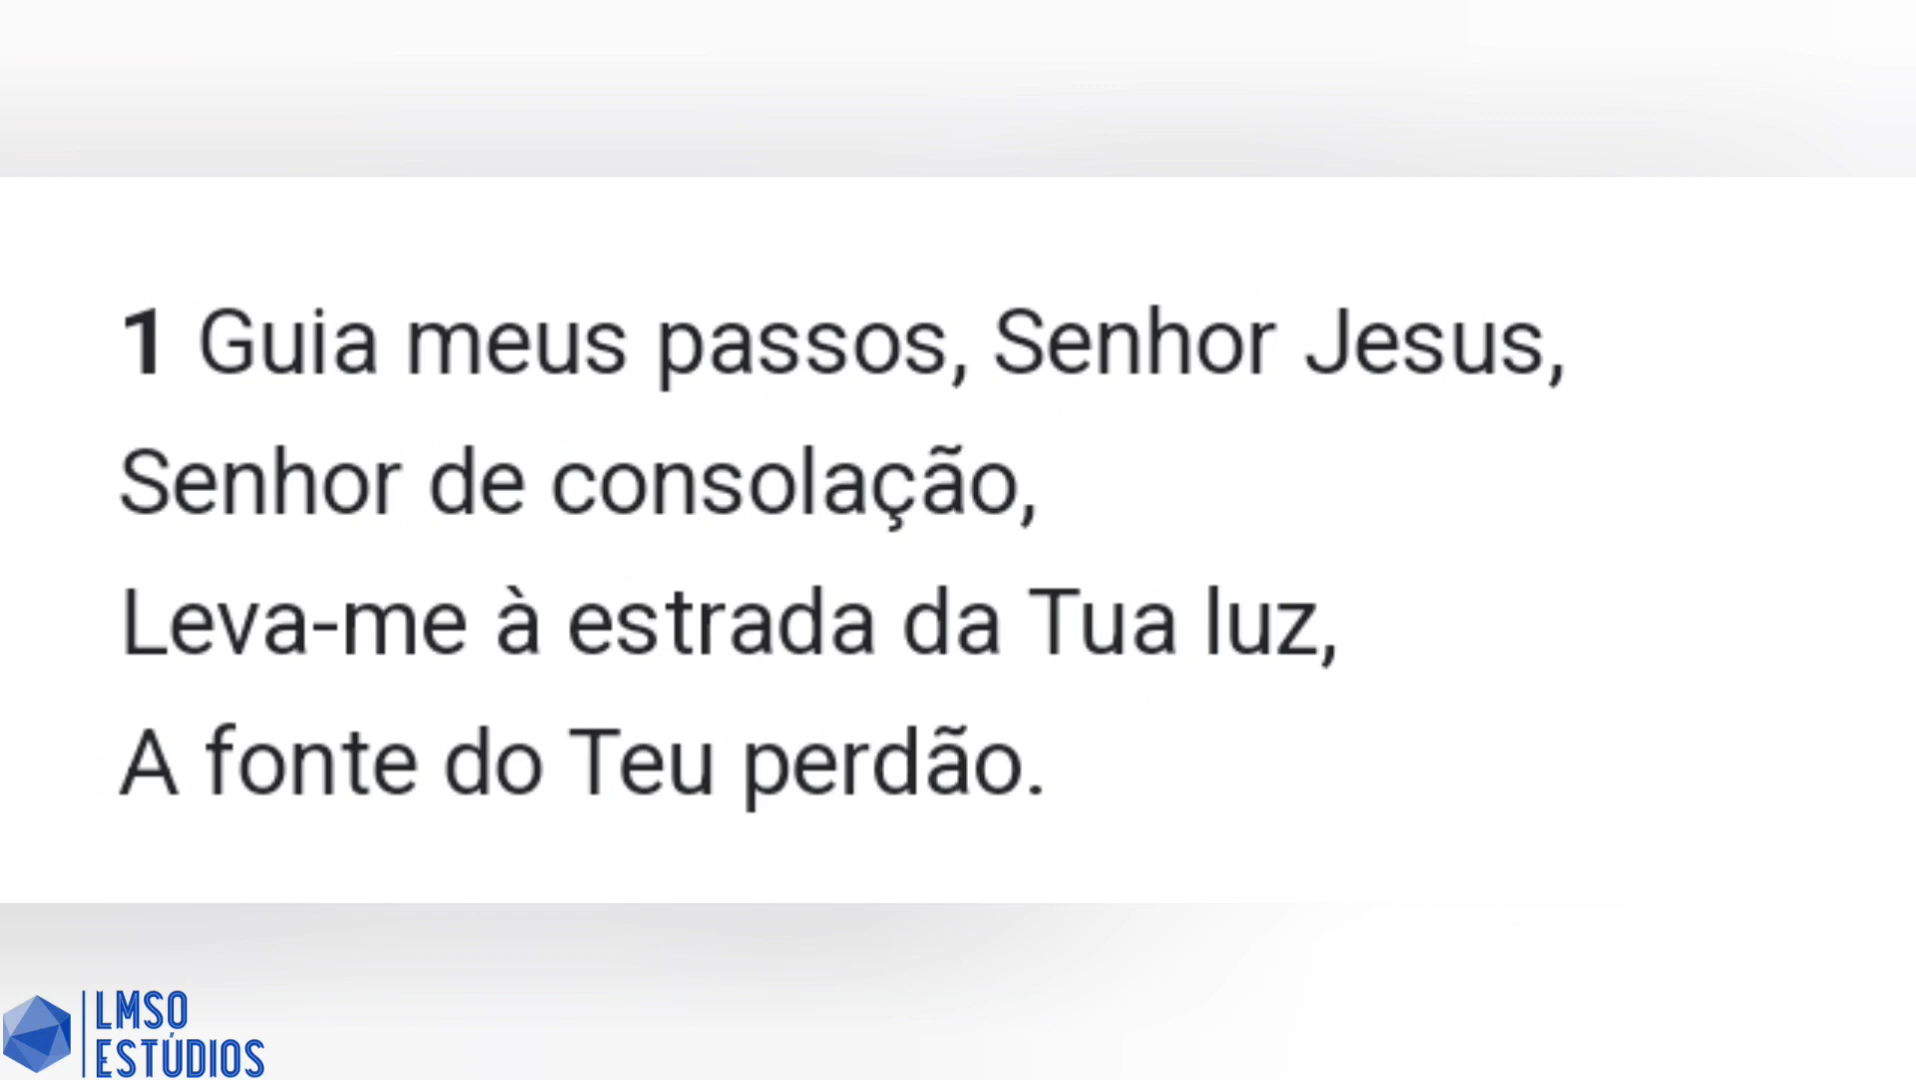 1 Guia meus passos, Senhor Jesus,
Senhor de consolação,
Leva-me à estrada da Tua luz,
A fonte do Teu perdão.
LMSO
ESTÚDIOS